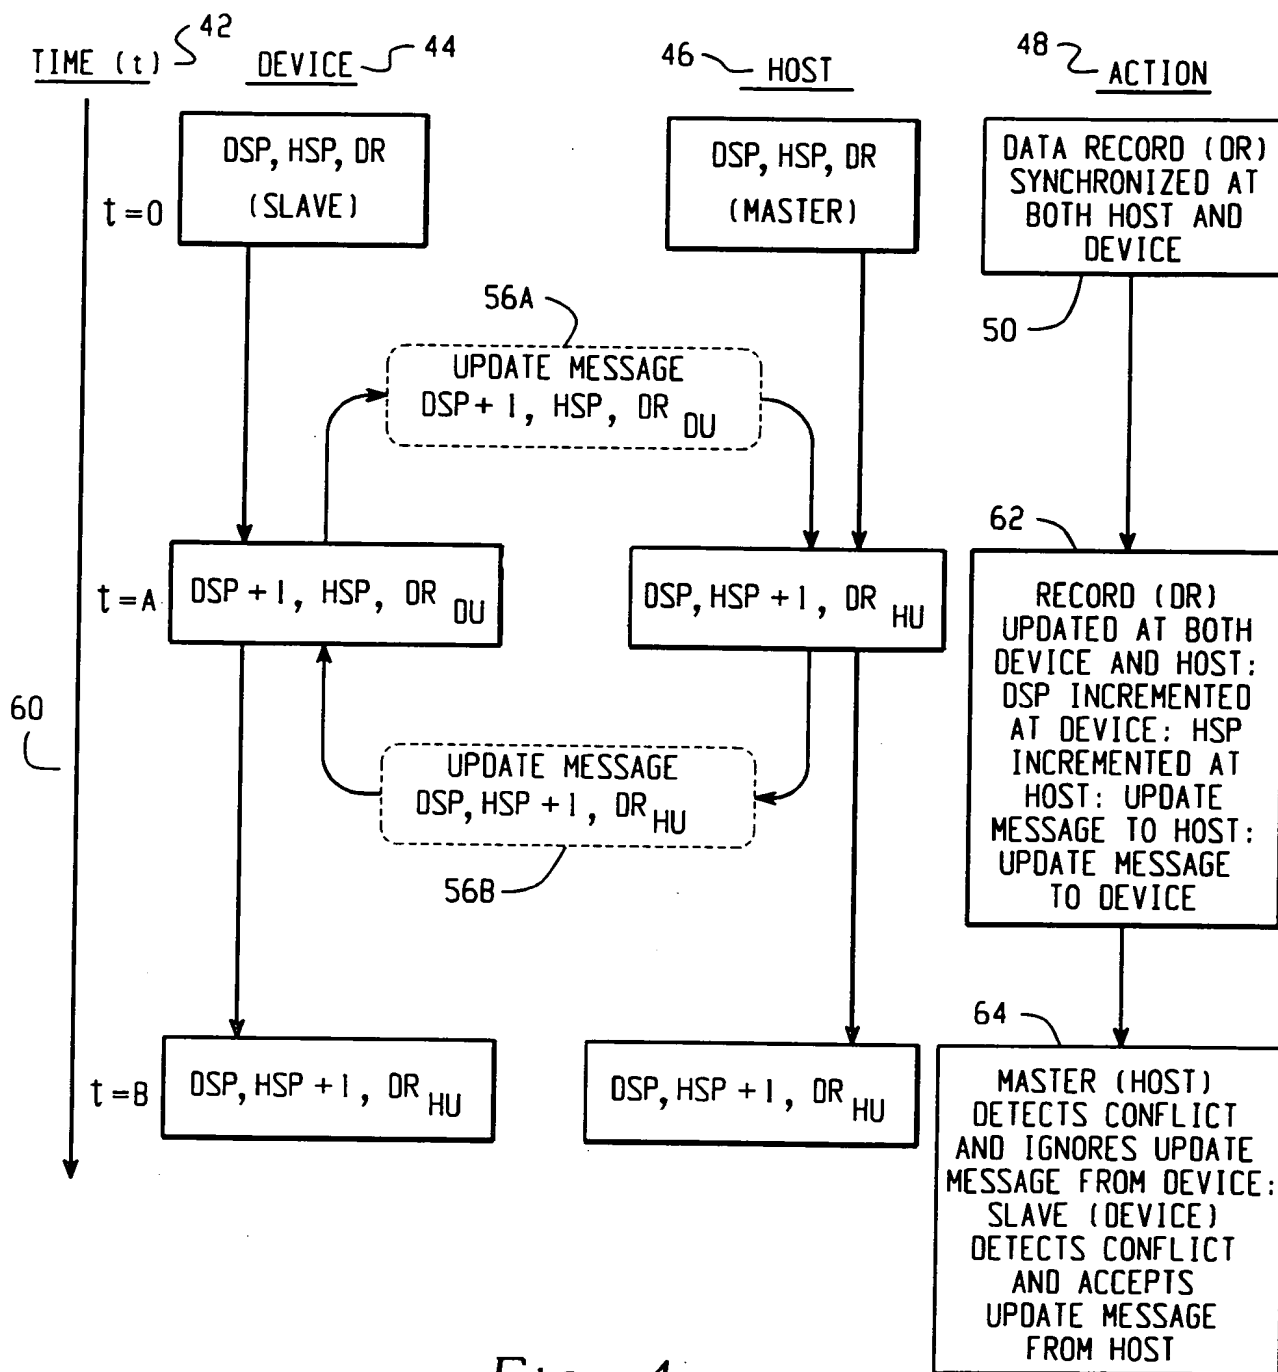 TIME (t) 42
DEVICE 44
46 HOST
48 ACTION
t=0
DSP, HSP, DR
(SLAVE)
DSP, HSP, DR
(MASTER)
DATA RECORD (DR)
SYNCHRONIZED AT
BOTH HOST AND
DEVICE
50
56A
UPDATE MESSAGE
DSP+1, HSP, DR DU
62
t=A
DSP+1, HSP, DR DU
DSP, HSP+1, DR HU
RECORD (DR)
UPDATED AT BOTH
DEVICE AND HOST:
DSP INCREMENTED
AT DEVICE: HSP
INCREMENTED AT
HOST: UPDATE
MESSAGE TO HOST:
UPDATE MESSAGE
TO DEVICE
60
UPDATE MESSAGE
DSP, HSP+1, DR HU
56B
64
t=B
DSP, HSP+1, DR HU
DSP, HSP+1, DR HU
MASTER (HOST)
DETECTS CONFLICT
AND IGNORES UPDATE
MESSAGE FROM DEVICE:
SLAVE (DEVICE)
DETECTS CONFLICT
AND ACCEPTS
UPDATE MESSAGE
FROM HOST